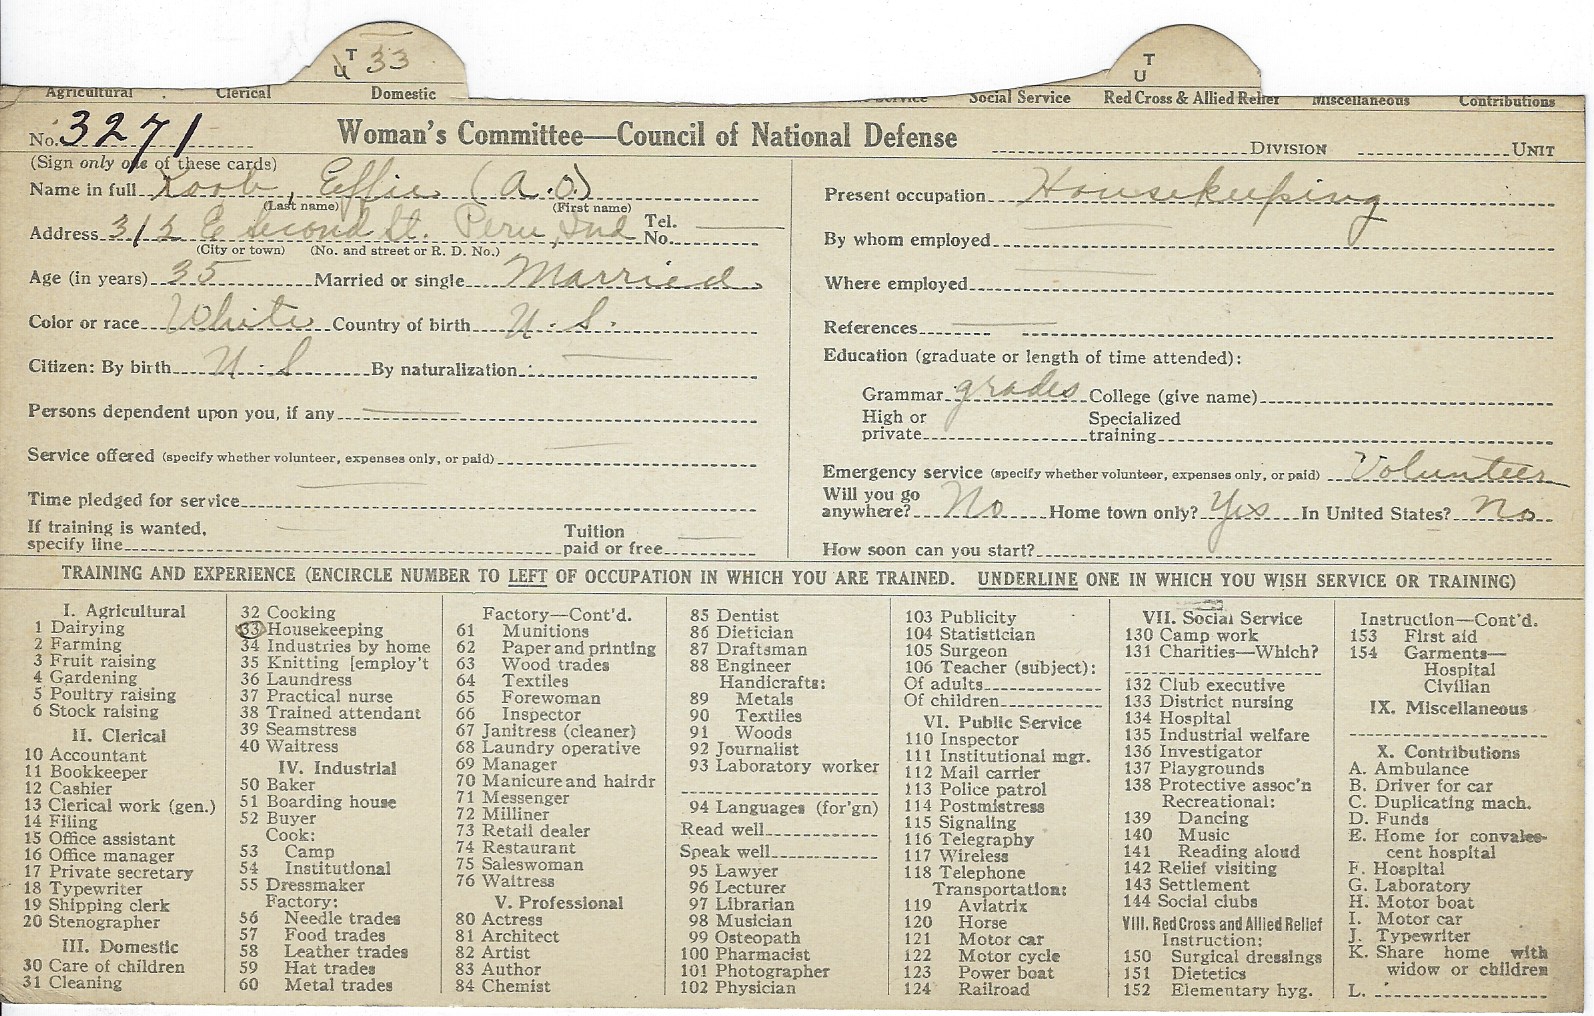 T
U 33
T
U
Agricultural Clerical Domestic Service Social Service Red Cross & Allied Relief Miscellaneous Contributions
No. 3271
Woman's Committee—Council of National Defense
DIVISION UNIT
(Sign only one of these cards)
Name in full Koob, Effie (A.O.)
(Last name) (First name)
Address 312 E Second St. Peru, Ind Tel. No.
(City or town) (No. and street or R. D. No.)
Age (in years) 35 Married or single Married
Color or race White Country of birth U.S.
Citizen: By birth U.S By naturalization
Persons dependent upon you, if any
Service offered (specify whether volunteer, expenses only, or paid)
Time pledged for service
If training is wanted,
specify line
Tuition
paid or free
Present occupation Housekeeping
By whom employed
Where employed
References
Education (graduate or length of time attended):
Grammar grades College (give name)
High or
private
Specialized
training
Emergency service (specify whether volunteer, expenses only, or paid) Volunteer
Will you go
anywhere? No Home town only? Yes In United States? No
How soon can you start?
TRAINING AND EXPERIENCE (ENCIRCLE NUMBER TO LEFT OF OCCUPATION IN WHICH YOU ARE TRAINED. UNDERLINE ONE IN WHICH YOU WISH SERVICE OR TRAINING)
I. Agricultural
1 Dairying
2 Farming
3 Fruit raising
4 Gardening
5 Poultry raising
6 Stock raising
II. Clerical
10 Accountant
11 Bookkeeper
12 Cashier
13 Clerical work (gen.)
14 Filing
15 Office assistant
16 Office manager
17 Private secretary
18 Typewriter
19 Shipping clerk
20 Stenographer
III. Domestic
30 Care of children
31 Cleaning
32 Cooking
33 Housekeeping
34 Industries by home
35 Knitting [employ't
36 Laundress
37 Practical nurse
38 Trained attendant
39 Seamstress
40 Waitress
IV. Industrial
50 Baker
51 Boarding house
52 Buyer
Cook:
53 Camp
54 Institutional
55 Dressmaker
Factory:
56 Needle trades
57 Food trades
58 Leather trades
59 Hat trades
60 Metal trades
Factory—Cont'd.
61 Munitions
62 Paper and printing
63 Wood trades
64 Textiles
65 Forewoman
66 Inspector
67 Janitress (cleaner)
68 Laundry operative
69 Manager
70 Manicure and hairdr
71 Messenger
72 Milliner
73 Retail dealer
74 Restaurant
75 Saleswoman
76 Waitress
V. Professional
80 Actress
81 Architect
82 Artist
83 Author
84 Chemist
85 Dentist
86 Dietician
87 Draftsman
88 Engineer
Handicrafts:
89 Metals
90 Textiles
91 Woods
92 Journalist
93 Laboratory worker
94 Languages (for'gn)
Read well
Speak well
95 Lawyer
96 Lecturer
97 Librarian
98 Musician
99 Osteopath
100 Pharmacist
101 Photographer
102 Physician
103 Publicity
104 Statistician
105 Surgeon
106 Teacher (subject):
Of adults
Of children
VI. Public Service
110 Inspector
111 Institutional mgr.
112 Mail carrier
113 Police patrol
114 Postmistress
115 Signaling
116 Telegraphy
117 Wireless
118 Telephone
Transportation:
119 Aviatrix
120 Horse
121 Motor car
122 Motor cycle
123 Power boat
124 Railroad
VII. Social Service
130 Camp work
131 Charities—Which?
132 Club executive
133 District nursing
134 Hospital
135 Industrial welfare
136 Investigator
137 Playgrounds
138 Protective assoc'n
Recreational:
139 Dancing
140 Music
141 Reading aloud
142 Relief visiting
143 Settlement
144 Social clubs
VIII. Red Cross and Allied Relief
Instruction:
150 Surgical dressings
151 Dietetics
152 Elementary hyg.
Instruction—Cont'd.
153 First aid
154 Garments—
Hospital
Civilian
IX. Miscellaneous
X. Contributions
A. Ambulance
B. Driver for car
C. Duplicating mach.
D. Funds
E. Home for convales-
cent hospital
F. Hospital
G. Laboratory
H. Motor boat
I. Motor car
J. Typewriter
K. Share home with
widow or children
L.